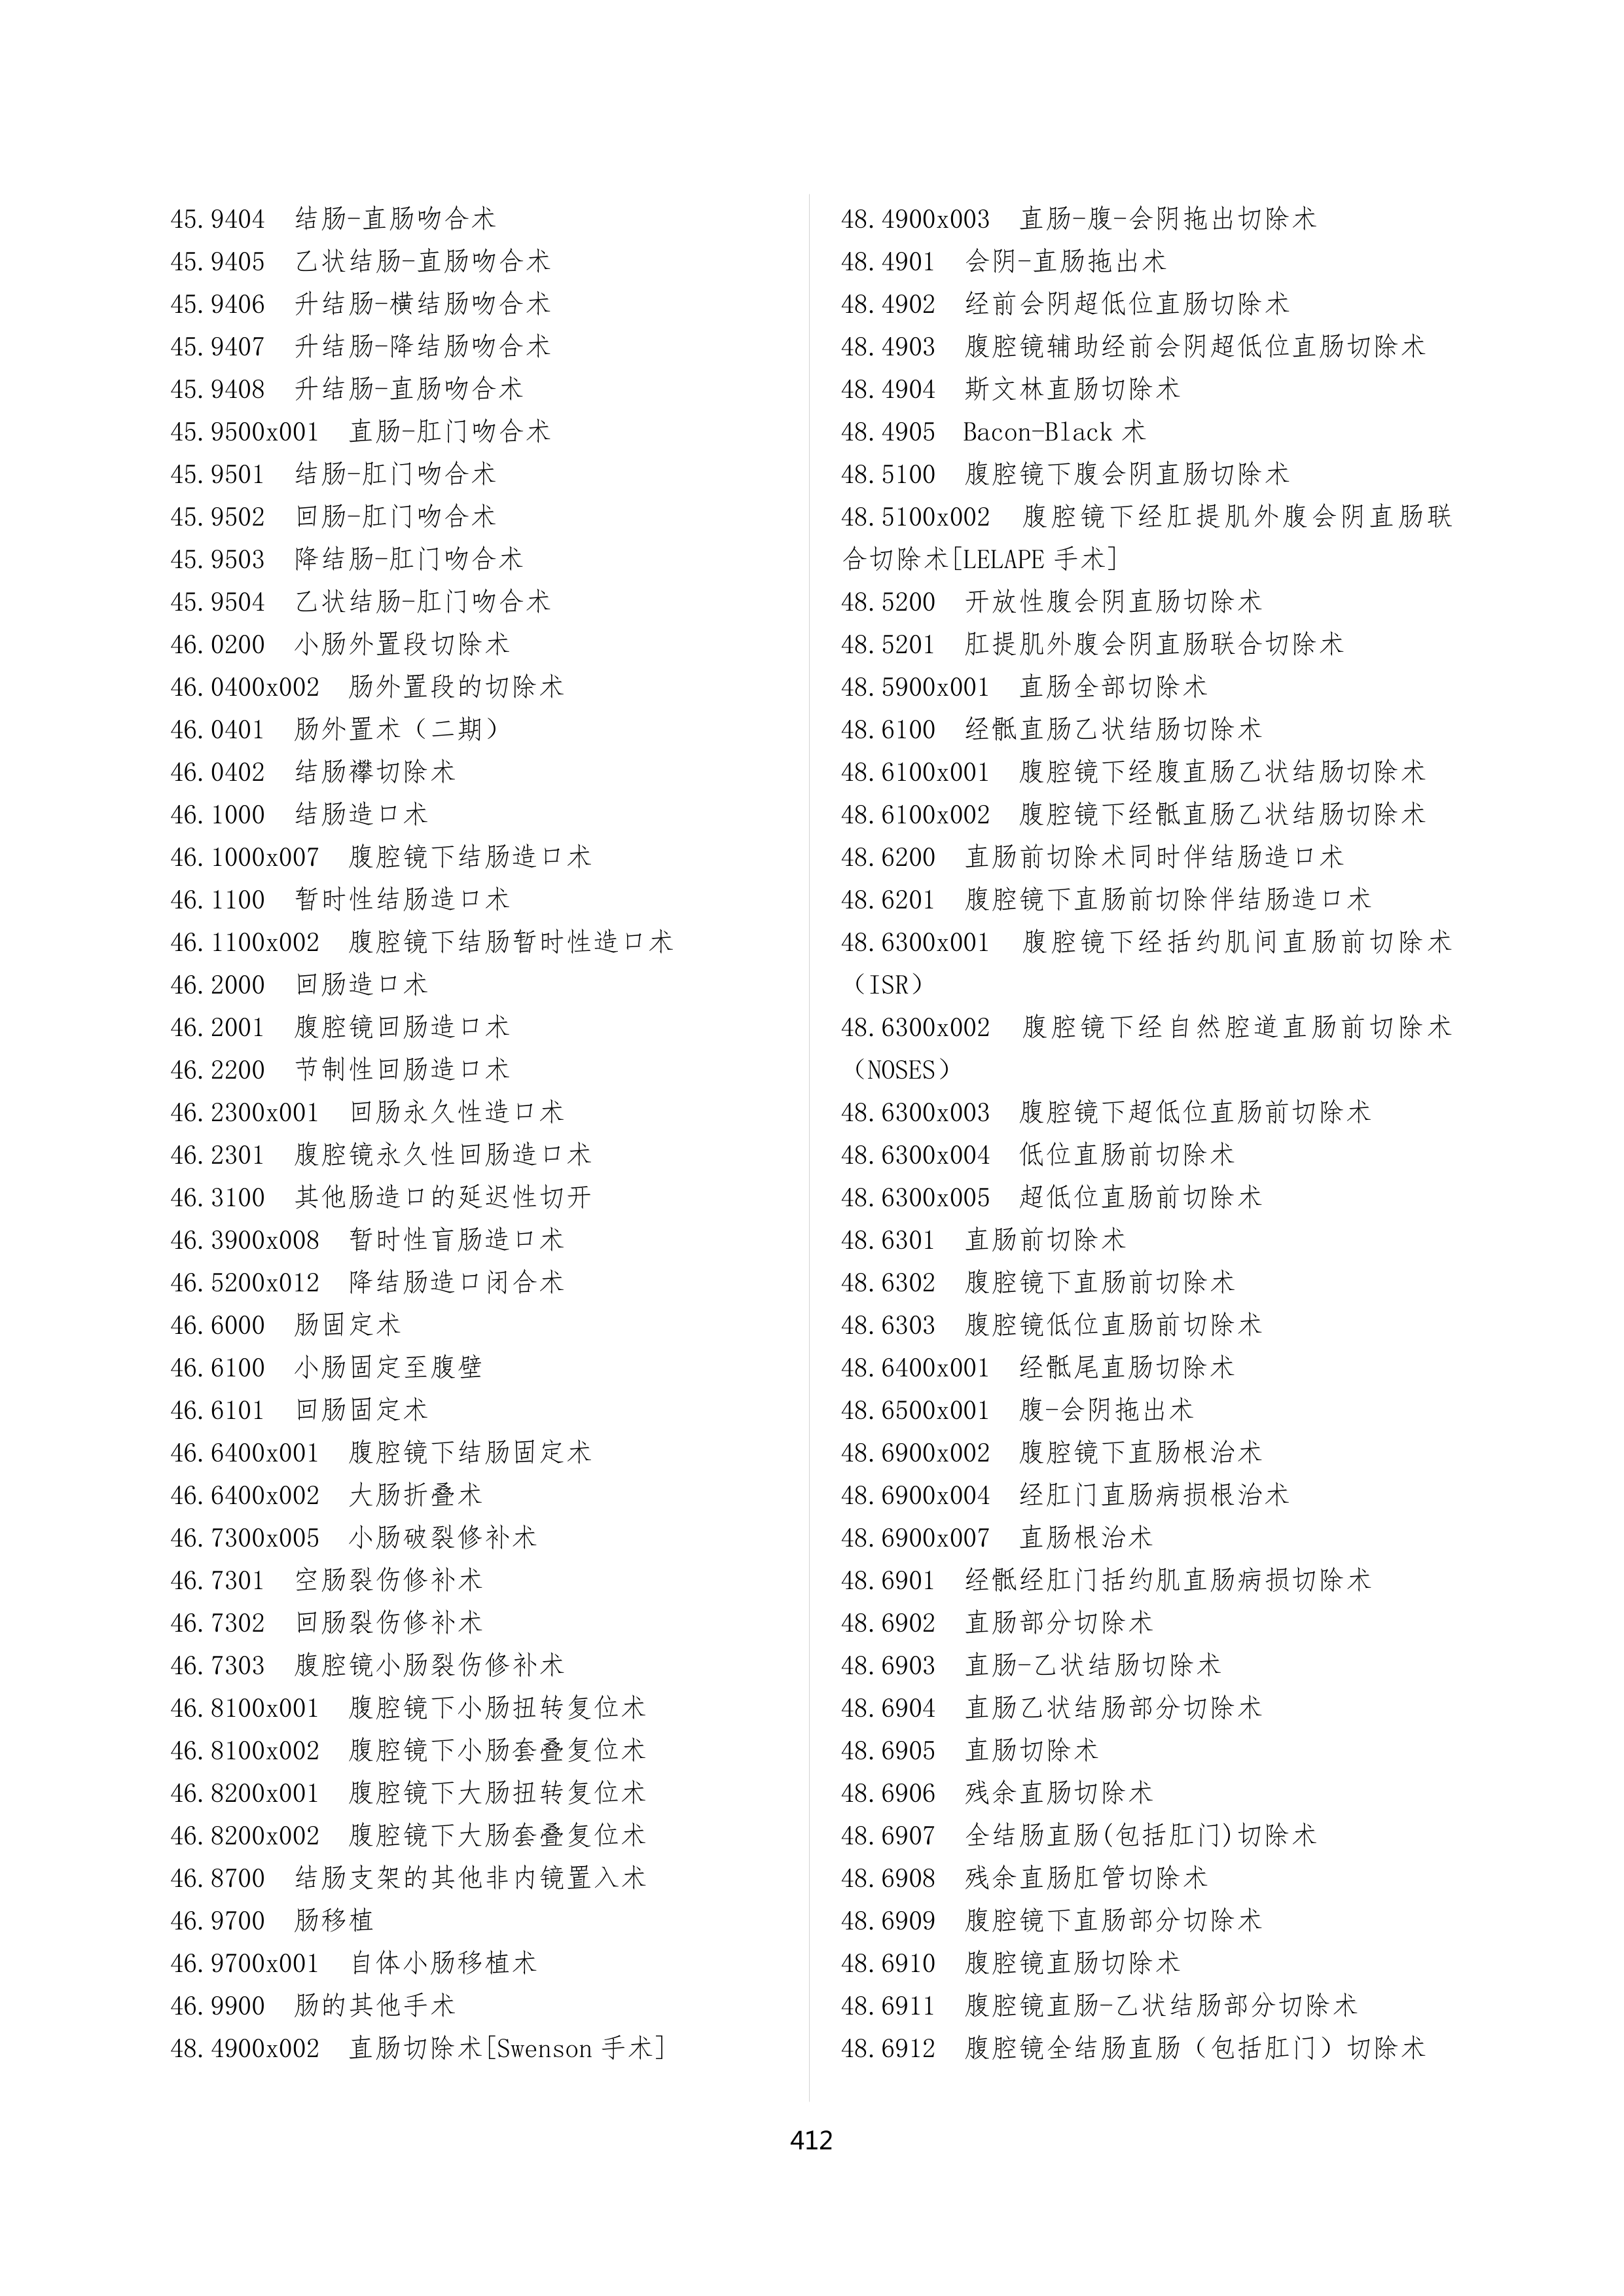 45.9404 结肠-直肠吻合术
45.9405 乙状结肠-直肠吻合术
45.9406 升结肠-横结肠吻合术
45.9407 升结肠-降结肠吻合术
45.9408 升结肠-直肠吻合术
45.9500x001 直肠-肛门吻合术
45.9501 结肠-肛门吻合术
45.9502 回肠-肛门吻合术
45.9503 降结肠-肛门吻合术
45.9504 乙状结肠-肛门吻合术
46.0200 小肠外置段切除术
46.0400x002 肠外置段的切除术
46.0401 肠外置术（二期）
46.0402 结肠襻切除术
46.1000 结肠造口术
46.1000x007 腹腔镜下结肠造口术
46.1100 暂时性结肠造口术
46.1100x002 腹腔镜下结肠暂时性造口术
46.2000 回肠造口术
46.2001 腹腔镜回肠造口术
46.2200 节制性回肠造口术
46.2300x001 回肠永久性造口术
46.2301 腹腔镜永久性回肠造口术
46.3100 其他肠造口的延迟性切开
46.3900x008 暂时性盲肠造口术
46.5200x012 降结肠造口闭合术
46.6000 肠固定术
46.6100 小肠固定至腹壁
46.6101 回肠固定术
46.6400x001 腹腔镜下结肠固定术
46.6400x002 大肠折叠术
46.7300x005 小肠破裂修补术
46.7301 空肠裂伤修补术
46.7302 回肠裂伤修补术
46.7303 腹腔镜小肠裂伤修补术
46.8100x001 腹腔镜下小肠扭转复位术
46.8100x002 腹腔镜下小肠套叠复位术
46.8200x001 腹腔镜下大肠扭转复位术
46.8200x002 腹腔镜下大肠套叠复位术
46.8700 结肠支架的其他非内镜置入术
46.9700 肠移植
46.9700x001 自体小肠移植术
46.9900 肠的其他手术
48.4900x002 直肠切除术[Swenson 手术]
48.4900x003 直肠-腹-会阴拖出切除术
48.4901 会阴-直肠拖出术
48.4902 经前会阴超低位直肠切除术
48.4903 腹腔镜辅助经前会阴超低位直肠切除术
48.4904 斯文林直肠切除术
48.4905 Bacon-Black 术
48.5100 腹腔镜下腹会阴直肠切除术
48.5100x002 腹腔镜下经肛提肌外腹会阴直肠联
合切除术[LELAPE 手术]
48.5200 开放性腹会阴直肠切除术
48.5201 肛提肌外腹会阴直肠联合切除术
48.5900x001 直肠全部切除术
48.6100 经骶直肠乙状结肠切除术
48.6100x001 腹腔镜下经腹直肠乙状结肠切除术
48.6100x002 腹腔镜下经骶直肠乙状结肠切除术
48.6200 直肠前切除术同时伴结肠造口术
48.6201 腹腔镜下直肠前切除伴结肠造口术
48.6300x001 腹腔镜下经括约肌间直肠前切除术
（ISR）
48.6300x002 腹腔镜下经自然腔道直肠前切除术
（NOSES）
48.6300x003 腹腔镜下超低位直肠前切除术
48.6300x004 低位直肠前切除术
48.6300x005 超低位直肠前切除术
48.6301 直肠前切除术
48.6302 腹腔镜下直肠前切除术
48.6303 腹腔镜低位直肠前切除术
48.6400x001 经骶尾直肠切除术
48.6500x001 腹-会阴拖出术
48.6900x002 腹腔镜下直肠根治术
48.6900x004 经肛门直肠病损根治术
48.6900x007 直肠根治术
48.6901 经骶经肛门括约肌直肠病损切除术
48.6902 直肠部分切除术
48.6903 直肠-乙状结肠切除术
48.6904 直肠乙状结肠部分切除术
48.6905 直肠切除术
48.6906 残余直肠切除术
48.6907 全结肠直肠(包括肛门)切除术
48.6908 残余直肠肛管切除术
48.6909 腹腔镜下直肠部分切除术
48.6910 腹腔镜直肠切除术
48.6911 腹腔镜直肠-乙状结肠部分切除术
48.6912 腹腔镜全结肠直肠（包括肛门）切除术
412